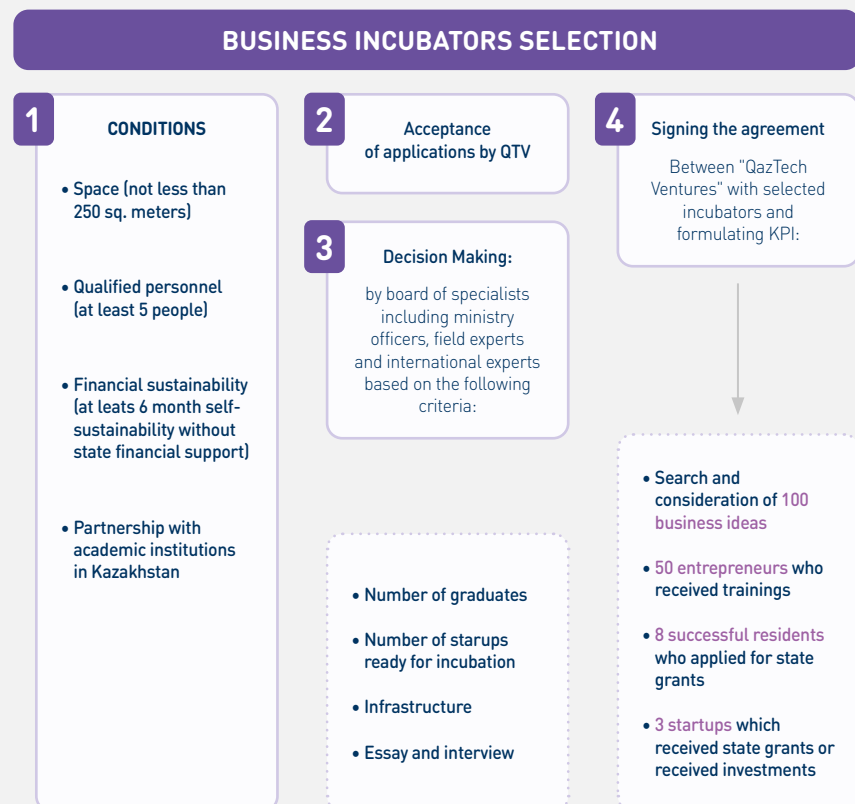 BUSINESS INCUBATORS SELECTION
1
CONDITIONS
• Space (not less than
250 sq. meters)
• Qualified personnel
(at least 5 people)
• Financial sustainability
(at leats 6 month self-
sustainability without
state financial support)
• Partnership with
academic institutions
in Kazakhstan
2
Acceptance
of applications by QTV
3
Decision Making:
by board of specialists
including ministry
officers, field experts
and international experts
based on the following
criteria:
• Number of graduates
• Number of starups
ready for incubation
• Infrastructure
• Essay and interview
4
Signing the agreement
Between "QazTech
Ventures" with selected
incubators and
formulating KPI:
• Search and
consideration of 100
business ideas
• 50 entrepreneurs who
received trainings
• 8 successful residents
who applied for state
grants
• 3 startups which
received state grants or
received investments